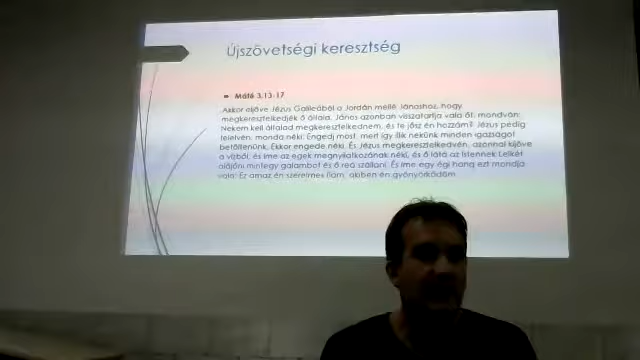 Újszövetségi keresztség
Máté 3,13-17
Akkor eljöve Jézus Galileából a Jordán mellé Jánoshoz, hogy
megkeresztelkedjék ő általa. János azonban visszatartja vala őt, mondván:
Nekem kell általad megkeresztelkednem, és te jősz én hozzám? Jézus pedig
felelvén, monda néki: Engedj most, mert így illik nekünk minden igazságot
betöltenünk. Ekkor engede néki. És Jézus megkeresztelkedvén, azonnal kijöve
a vízből; és íme az egek megnyilatkozának néki, és ő látá az Istennek Lelkét
alájőni mintegy galambot és ő reá szállani. És íme egy égi hang ezt mondja
vala: Ez amaz én szerelmes fiam, akiben én gyönyörködöm.